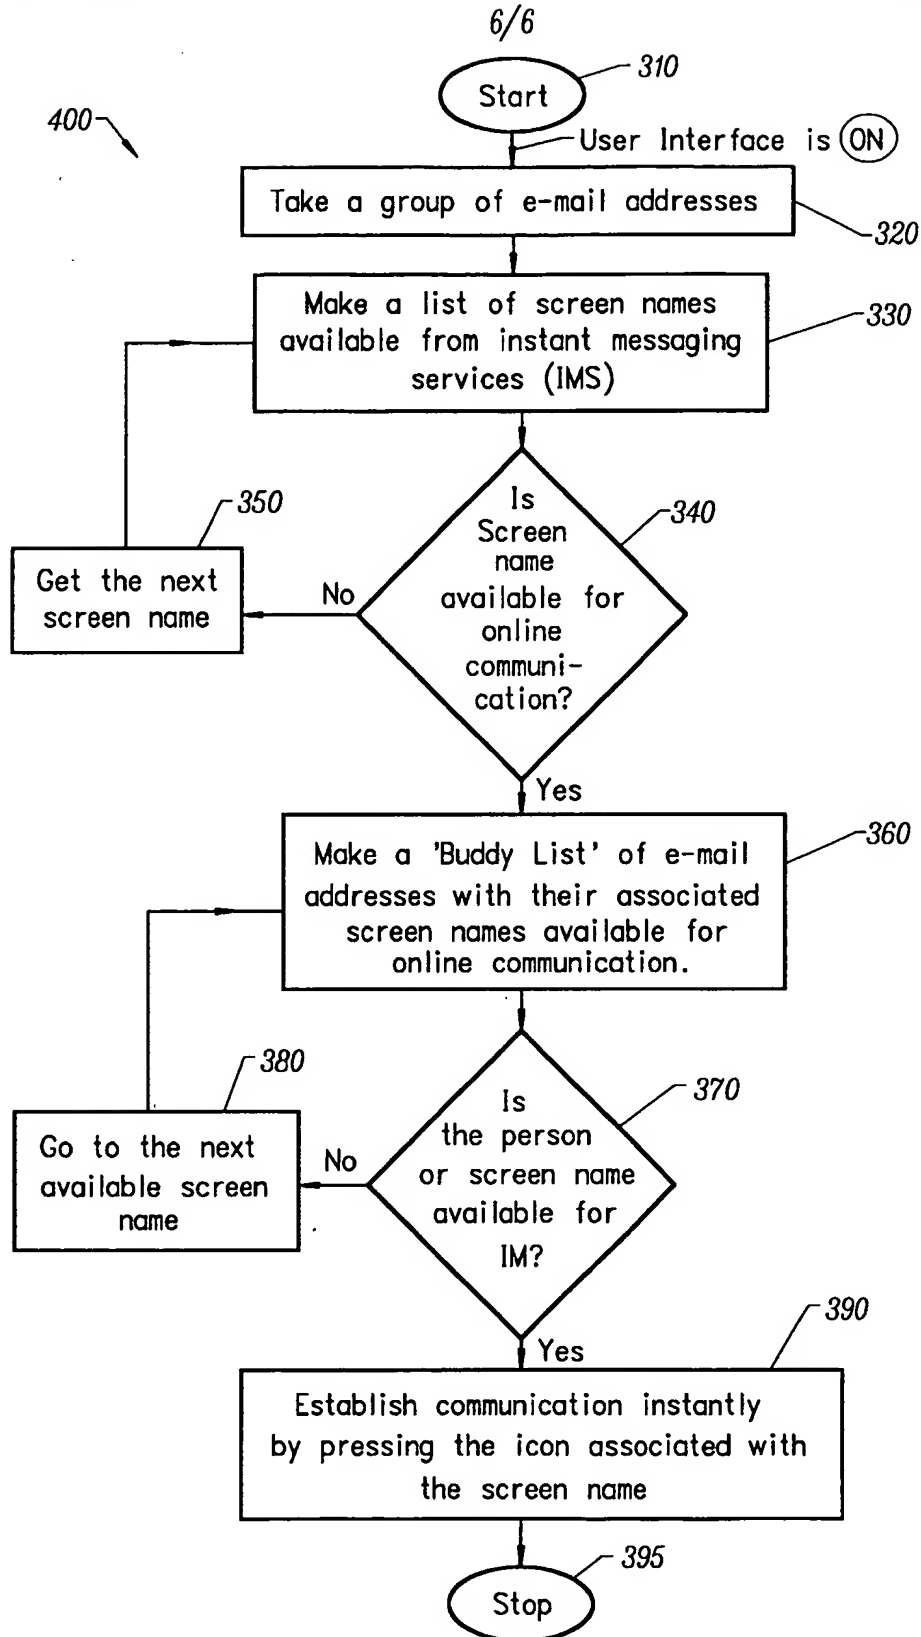 6/6
310
Start
400
User Interface is ON
Take a group of e-mail addresses
320
Make a list of screen names
available from instant messaging
services (IMS)
330
350
Is
Screen
name
available for
online
communi-
cation?
340
Get the next
screen name
No
Yes
360
Make a 'Buddy List' of e-mail
addresses with their associated
screen names available for
online communication.
380
Is
the person
or screen name
available for
IM?
370
Go to the next
available screen
name
No
Yes
390
Establish communication instantly
by pressing the icon associated with
the screen name
395
Stop